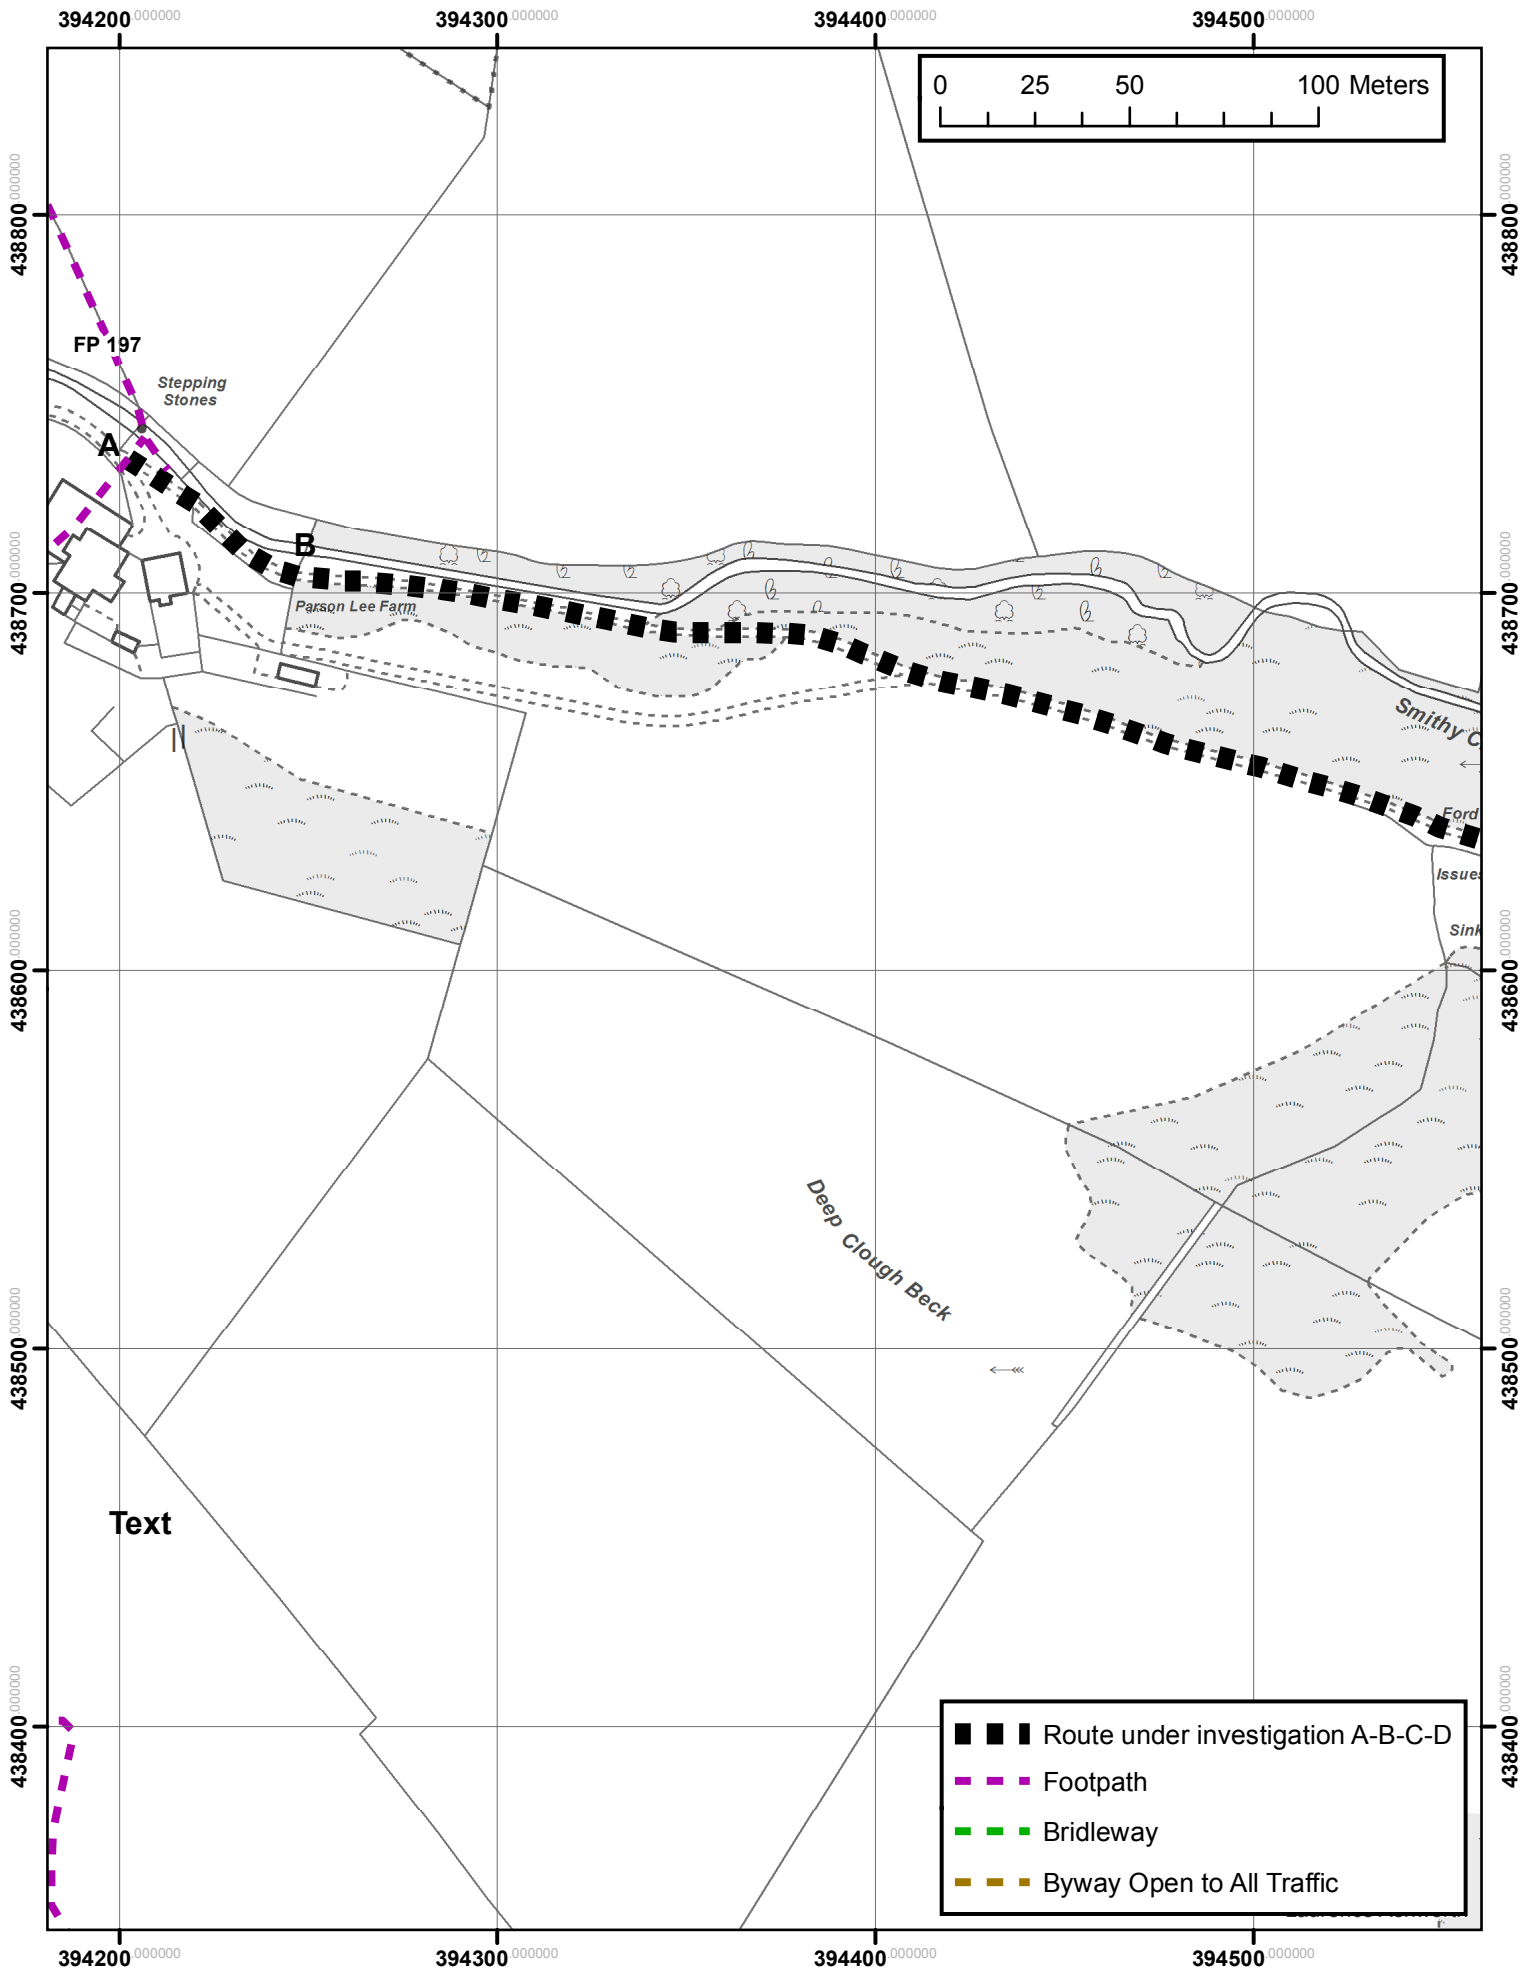 394200.000000 394300.000000 394400.000000 394500.000000
0 25 50 100 Meters
438800.000000
438800.000000
FP 197
Stepping
Stones
A
B
438700.000000
438700.000000
Parson Lee Farm
Smithy C
Ford
Issues
Sink
438600.000000
438600.000000
Deep Clough Beck
438500.000000
438500.000000
Text
438400.000000
438400.000000
Route under investigation A-B-C-D
Footpath
Bridleway
Byway Open to All Traffic
394200.000000 394300.000000 394400.000000 394500.000000